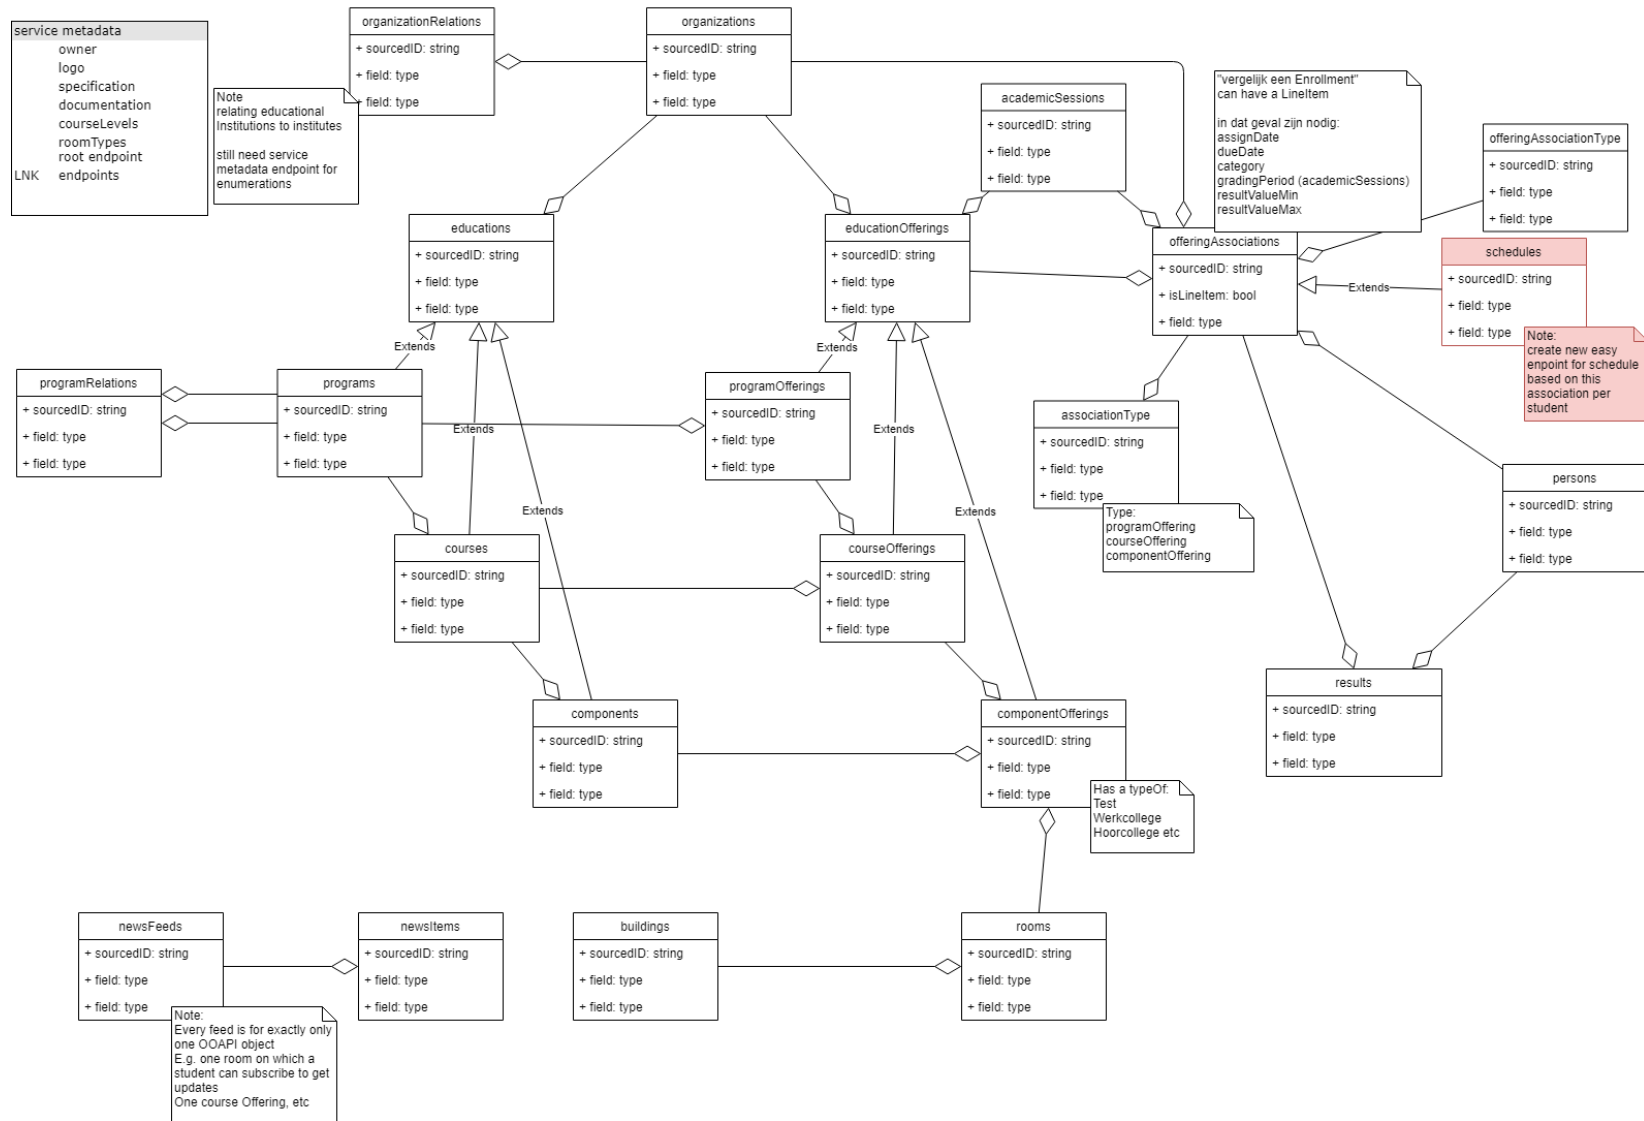 service metadata
owner
logo
specification
documentation
courseLevels
roomTypes
root endpoint
LNK endpoints
Note
relating educational
Institutions to institutes
still need service
metadata endpoint for
enumerations
organizationRelations
+ sourcedID: string
+ field: type
+ field: type
organizations
+ sourcedID: string
+ field: type
+ field: type
academicSessions
+ sourcedID: string
+ field: type
+ field: type
"vergelijk een Enrollment"
can have a LineItem
in dat geval zijn nodig:
assignDate
dueDate
category
gradingPeriod (academicSessions)
resultValueMin
resultValueMax
offeringAssociationType
+ sourcedID: string
+ field: type
+ field: type
educations
+ sourcedID: string
+ field: type
+ field: type
educationOfferings
+ sourcedID: string
+ field: type
+ field: type
offeringAssociations
+ sourcedID: string
+ isLineItem: bool
+ field: type
Extends
schedules
+ sourcedID: string
+ field: type
+ field: type
Note:
create new easy
enpoint for schedule
based on this
association per
student
Extends
Extends
programRelations
+ sourcedID: string
+ field: type
+ field: type
programs
+ sourcedID: string
+ field: type
+ field: type
Extends
Extends
programOfferings
+ sourcedID: string
+ field: type
+ field: type
Extends
Extends
associationType
+ sourcedID: string
+ field: type
+ field: type
Type:
programOffering
courseOffering
componentOffering
persons
+ sourcedID: string
+ field: type
+ field: type
courses
+ sourcedID: string
+ field: type
+ field: type
courseOfferings
+ sourcedID: string
+ field: type
+ field: type
components
+ sourcedID: string
+ field: type
+ field: type
componentOfferings
+ sourcedID: string
+ field: type
+ field: type
Has a typeOf:
Test
Werkcollege
Hoorcollege etc
results
+ sourcedID: string
+ field: type
+ field: type
newsFeeds
+ sourcedID: string
+ field: type
+ field: type
Note:
Every feed is for exactly only
one OOAPI object
E.g. one room on which a
student can subscribe to get
updates
One course Offering, etc
newsItems
+ sourcedID: string
+ field: type
+ field: type
buildings
+ sourcedID: string
+ field: type
+ field: type
rooms
+ sourcedID: string
+ field: type
+ field: type